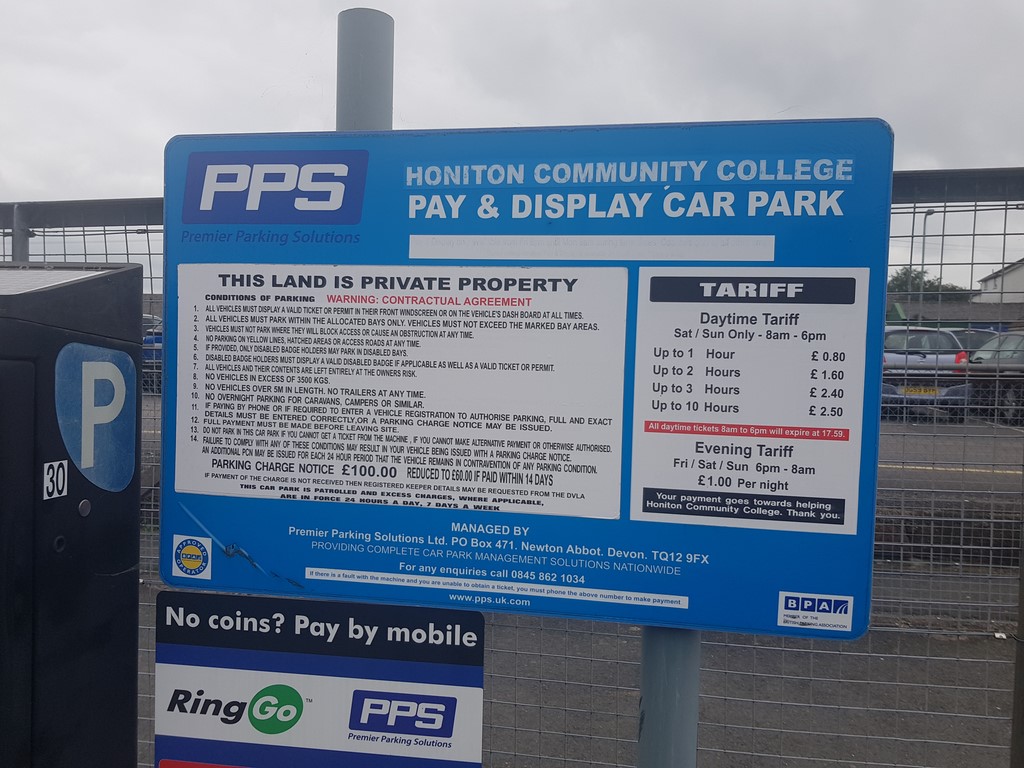 PPS
Premier Parking Solutions
HONITON COMMUNITY COLLEGE
PAY & DISPLAY CAR PARK
THIS LAND IS PRIVATE PROPERTY
CONDITIONS OF PARKING WARNING: CONTRACTUAL AGREEMENT
1. ALL VEHICLES MUST DISPLAY A VALID TICKET OR PERMIT IN THEIR FRONT WINDSCREEN OR ON THE VEHICLE'S DASH BOARD AT ALL TIMES.
2. ALL VEHICLES MUST PARK WITHIN THE ALLOCATED BAYS ONLY. VEHICLES MUST NOT EXCEED THE MARKED BAY AREAS.
3. VEHICLES MUST NOT PARK WHERE THEY WILL BLOCK ACCESS OR CAUSE AN OBSTRUCTION AT ANY TIME.
4. NO PARKING ON YELLOW LINES, HATCHED AREAS OR ACCESS ROADS AT ANY TIME.
5. IF PROVIDED, ONLY DISABLED BADGE HOLDERS MAY PARK IN DISABLED BAYS.
6. DISABLED BADGE HOLDERS MUST DISPLAY A VALID DISABLED BADGE IF APPLICABLE AS WELL AS A VALID TICKET OR PERMIT.
7. ALL VEHICLES AND THEIR CONTENTS ARE LEFT ENTIRELY AT THE OWNERS RISK.
8. NO VEHICLES IN EXCESS OF 3500 KGS.
9. NO VEHICLES OVER 5M IN LENGTH. NO TRAILERS AT ANY TIME.
10. NO OVERNIGHT PARKING FOR CARAVANS, CAMPERS OR SIMILAR.
11. IF PAYING BY PHONE OR IF REQUIRED TO ENTER A VEHICLE REGISTRATION TO AUTHORISE PARKING, FULL AND EXACT
DETAILS MUST BE ENTERED CORRECTLY,OR A PARKING CHARGE NOTICE MAY BE ISSUED.
12. FULL PAYMENT MUST BE MADE BEFORE LEAVING SITE.
13. DO NOT PARK IN THIS CAR PARK IF YOU CANNOT GET A TICKET FROM THE MACHINE , IF YOU CANNOT MAKE ALTERNATIVE PAYMENT OR OTHERWISE AUTHORISED.
14. FAILURE TO COMPLY WITH ANY OF THESE CONDITIONS MAY RESULT IN YOUR VEHICLE BEING ISSUED WITH A PARKING CHARGE NOTICE.
AN ADDITIONAL PCN MAY BE ISSUED FOR EACH 24 HOUR PERIOD THAT THE VEHICLE REMAINS IN CONTRAVENTION OF ANY PARKING CONDITION.
PARKING CHARGE NOTICE £100.00 REDUCED TO £60.00 IF PAID WITHIN 14 DAYS
IF PAYMENT OF THE CHARGE IS NOT RECEIVED THEN REGISTERED KEEPER DETAILS MAY BE REQUESTED FROM THE DVLA
THIS CAR PARK IS PATROLLED AND EXCESS CHARGES, WHERE APPLICABLE,
ARE IN FORCE 24 HOURS A DAY, 7 DAYS A WEEK
TARIFF
Daytime Tariff
Sat / Sun Only - 8am - 6pm
Up to 1 Hour £ 0.80
Up to 2 Hours £ 1.60
Up to 3 Hours £ 2.40
Up to 10 Hours £ 2.50
All daytime tickets 8am to 6pm will expire at 17.59.
Evening Tariff
Fri / Sat / Sun 6pm - 8am
£1.00 Per night
Your payment goes towards helping
Honiton Community College. Thank you.
MANAGED BY
Premier Parking Solutions Ltd. PO Box 471. Newton Abbot. Devon. TQ12 9FX
PROVIDING COMPLETE CAR PARK MANAGEMENT SOLUTIONS NATIONWIDE
For any enquiries call 0845 862 1034
If there is a fault with the machine and you are unable to obtain a ticket, you must phone the above number to make payment
www.pps.uk.com
APPROVED
BPA
OPERATOR
BPA
MEMBER OF THE
BRITISH PARKING ASSOCIATION
P
30
No coins? Pay by mobile
RingGo™
PPS
Premier Parking Solutions